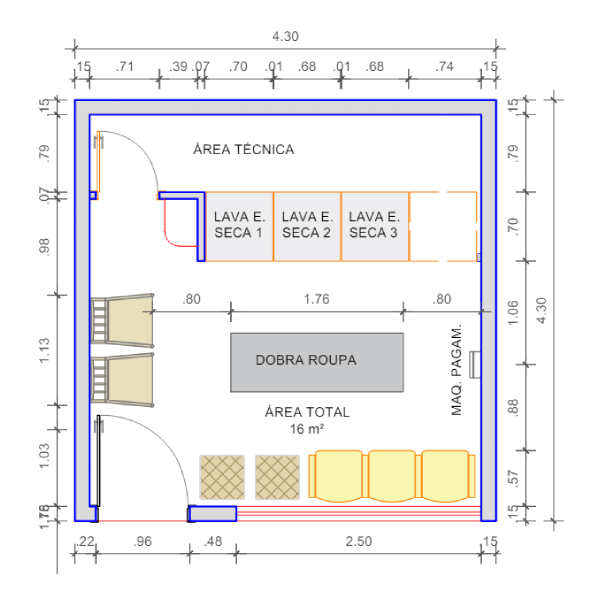 4.30
.15 .71 .39 .07 .70 .01 .68 .01 .68 .74 .15
.15 .15
.79 ÁREA TÉCNICA .79
.07
LAVA E. LAVA E. LAVA E.
SECA 1 SECA 2 SECA 3
.98 .70
.80 1.76 .80
1.06 4.30
1.13 DOBRA ROUPA MAQ. PAGAM.
ÁREA TOTAL
16 m²
.88
1.03
.57
.15
.22 .96 .48 2.50 .15